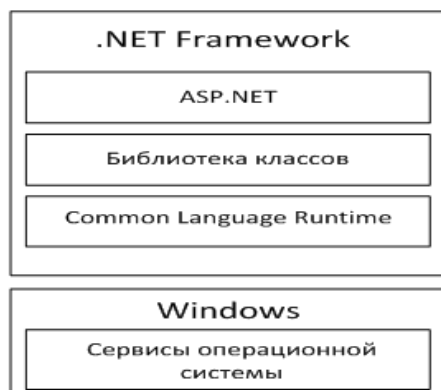 .NET Framework
ASP.NET
Библиотека классов
Common Language Runtime
Windows
Сервисы операционной
системы